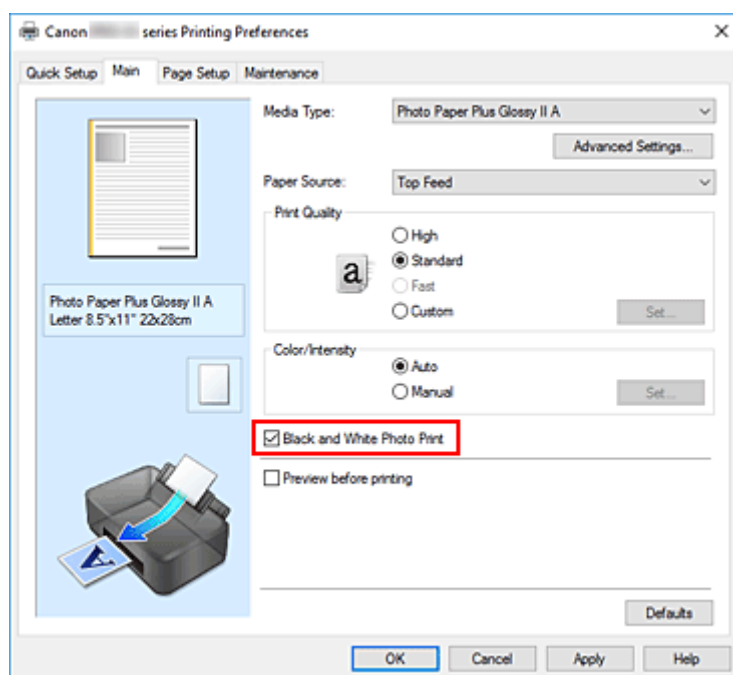 Canon series Printing Preferences
Quick Setup Main Page Setup Maintenance
Media Type: Photo Paper Plus Glossy II A
Advanced Settings...
Paper Source: Top Feed
Print Quality
High
a
Standard
Fast
Custom Set...
Photo Paper Plus Glossy II A
Letter 8.5"x11" 22x28cm
Color/Intensity
Auto
Manual Set...
Black and White Photo Print
Preview before printing
A
Defaults
OK Cancel Apply Help